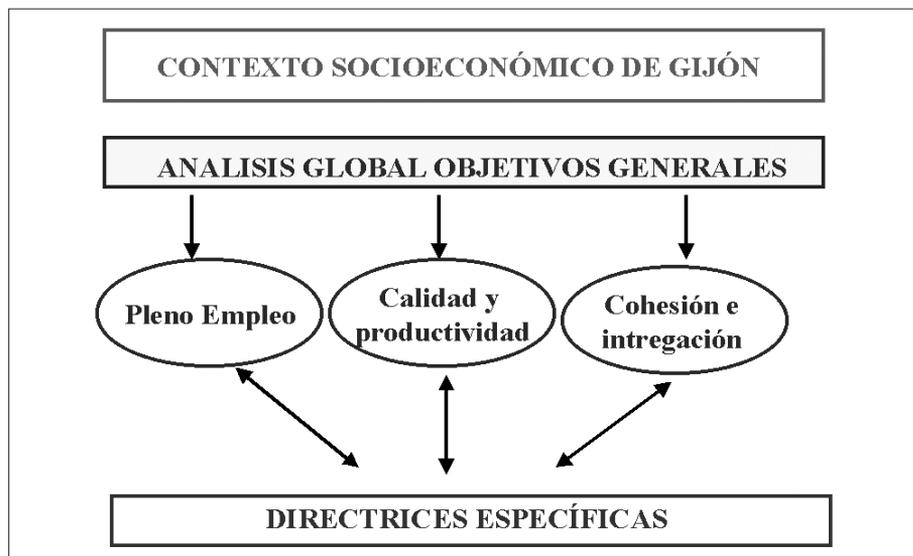 CONTEXTO SOCIOECONÓMICO DE GIJÓN
ANALISIS GLOBAL OBJETIVOS GENERALES
Pleno Empleo
Calidad y
productividad
Cohesión e
intregación
DIRECTRICES ESPECÍFICAS